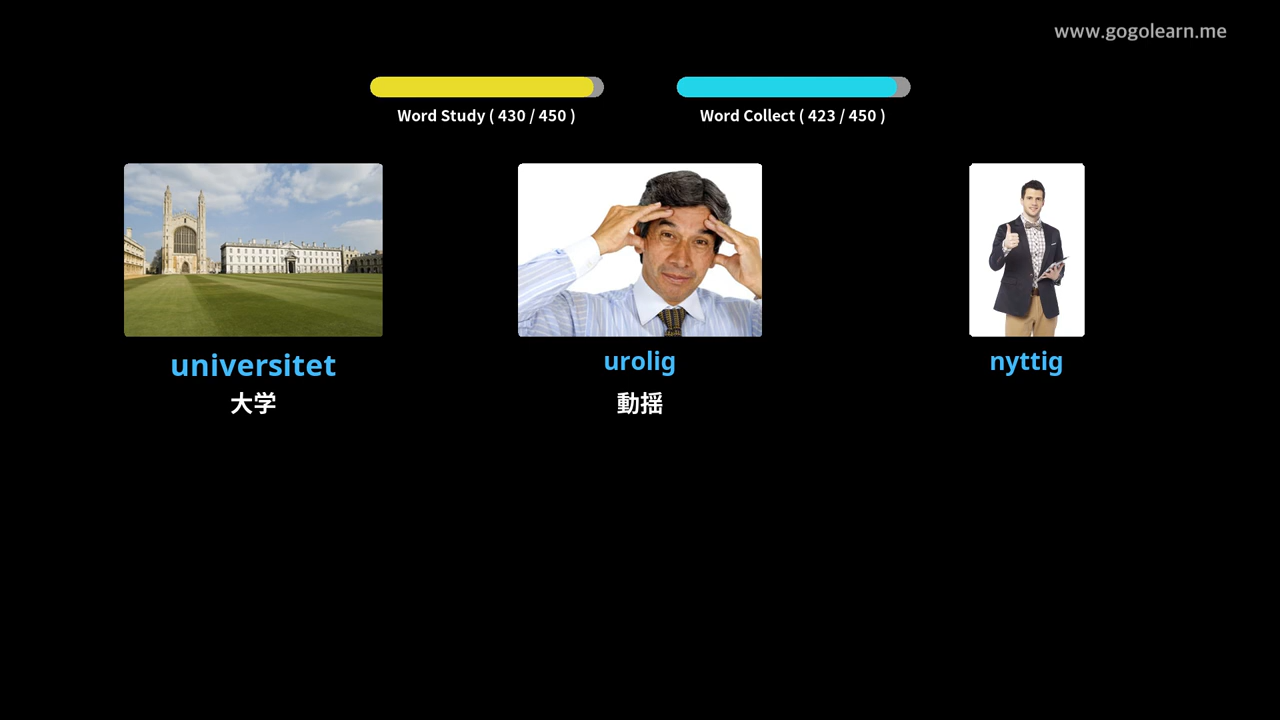 www.gogolearn.me
Word Study ( 430 / 450 )
Word Collect ( 423 / 450 )
universitet
urolig
nyttig
大学
動揺